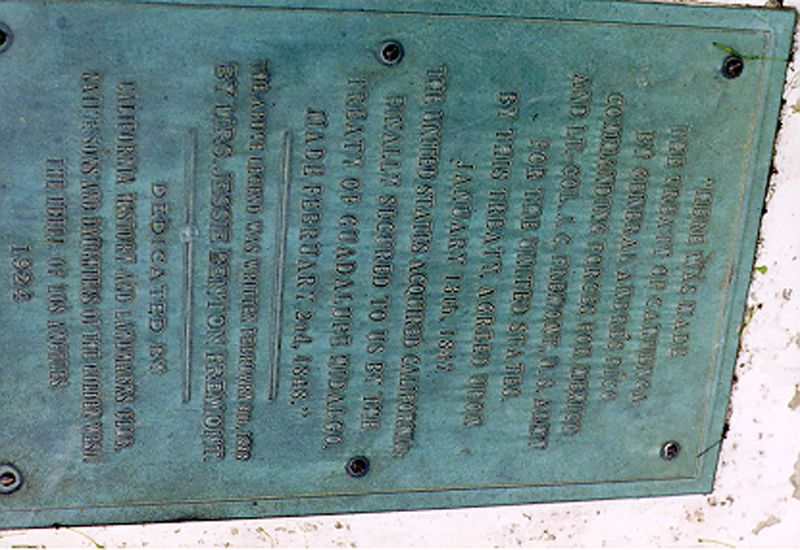 "HERE WAS MADE
THE TREATY OF CAHUENGA
BY GENERAL ANDRES PICO
COMMANDING FORCES FOR MEXICO
AND LT-COL. J. C. FREMONT, U. S. ARMY
FOR THE UNITED STATES.
BY THIS TREATY, AGREED UPON
JANUARY 13th, 1847
THE UNITED STATES ACQUIRED CALIFORNIA;
FINALLY SECURED TO US BY THE
TREATY OF GUADALUPE HIDALGO,
MADE FEBRUARY 2nd, 1848."
THE ABOVE LEGEND WAS WRITTEN, FEBRUARY 10, 1898
BY MRS. JESSIE BENTON FREMONT.
DEDICATED BY
CALIFORNIA HISTORY AND LANDMARKS CLUB,
NATIVE SONS AND DAUGHTERS OF THE GOLDEN WEST
THE OF LOS ANGELES